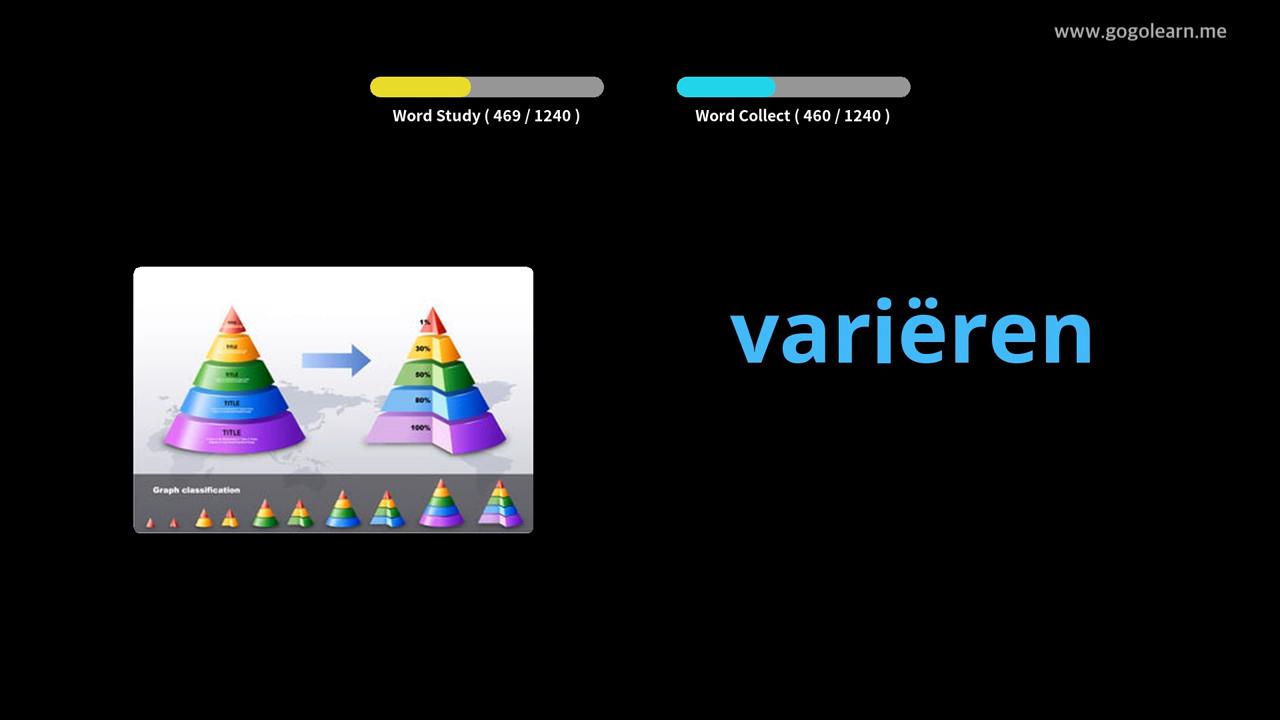 www.gogolearn.me
Word Study ( 469 / 1240 )
Word Collect ( 460 / 1240 )
variëren
1%
TITLE
30%
TITLE
50%
TITLE
80%
TITLE
100%
Graph classification